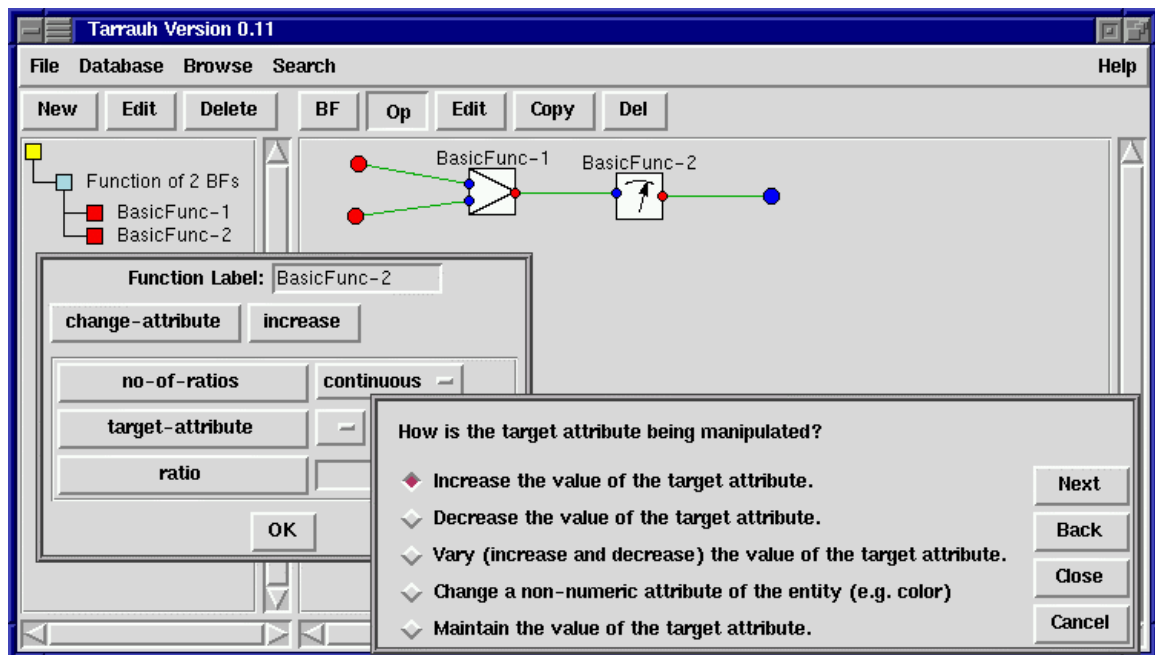 Tarrauh Version 0.11
File Database Browse Search Help
New Edit Delete BF Op Edit Copy Del
BasicFunc-1 BasicFunc-2
Function of 2 BFs
BasicFunc-1
BasicFunc-2
Function Label: BasicFunc-2
change-attribute increase
no-of-ratios continuous
target-attribute
ratio
OK
How is the target attribute being manipulated?
Increase the value of the target attribute.
Decrease the value of the target attribute.
Vary (increase and decrease) the value of the target attribute.
Change a non-numeric attribute of the entity (e.g. color)
Maintain the value of the target attribute.
Next
Back
Close
Cancel